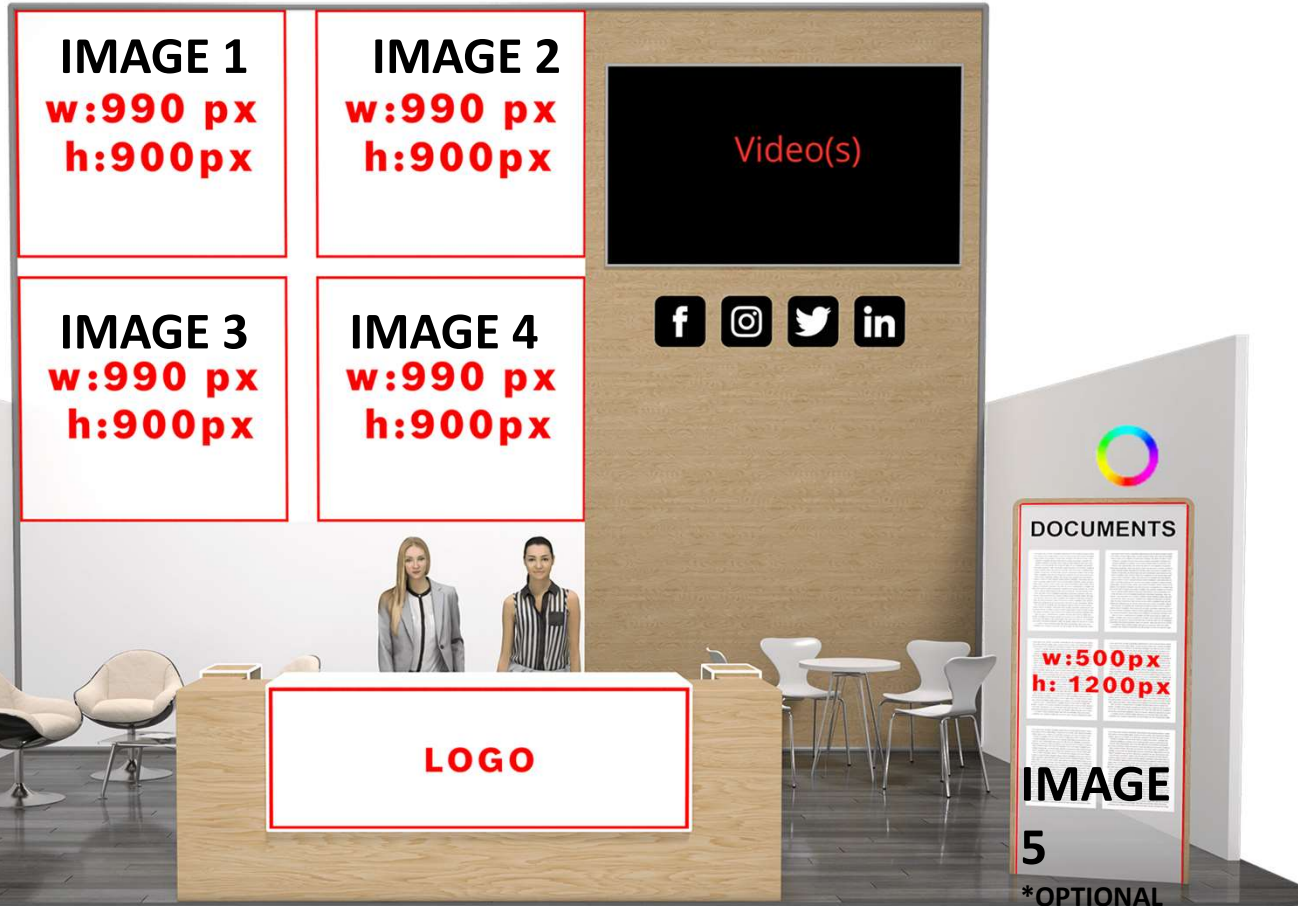 IMAGE 1
w:990 px
h:900px
IMAGE 2
w:990 px
h:900px
Video(s)
IMAGE 3
w:990 px
h:900px
IMAGE 4
w:990 px
h:900px
DOCUMENTS
w:500px
h: 1200px
IMAGE
5
*OPTIONAL
LOGO